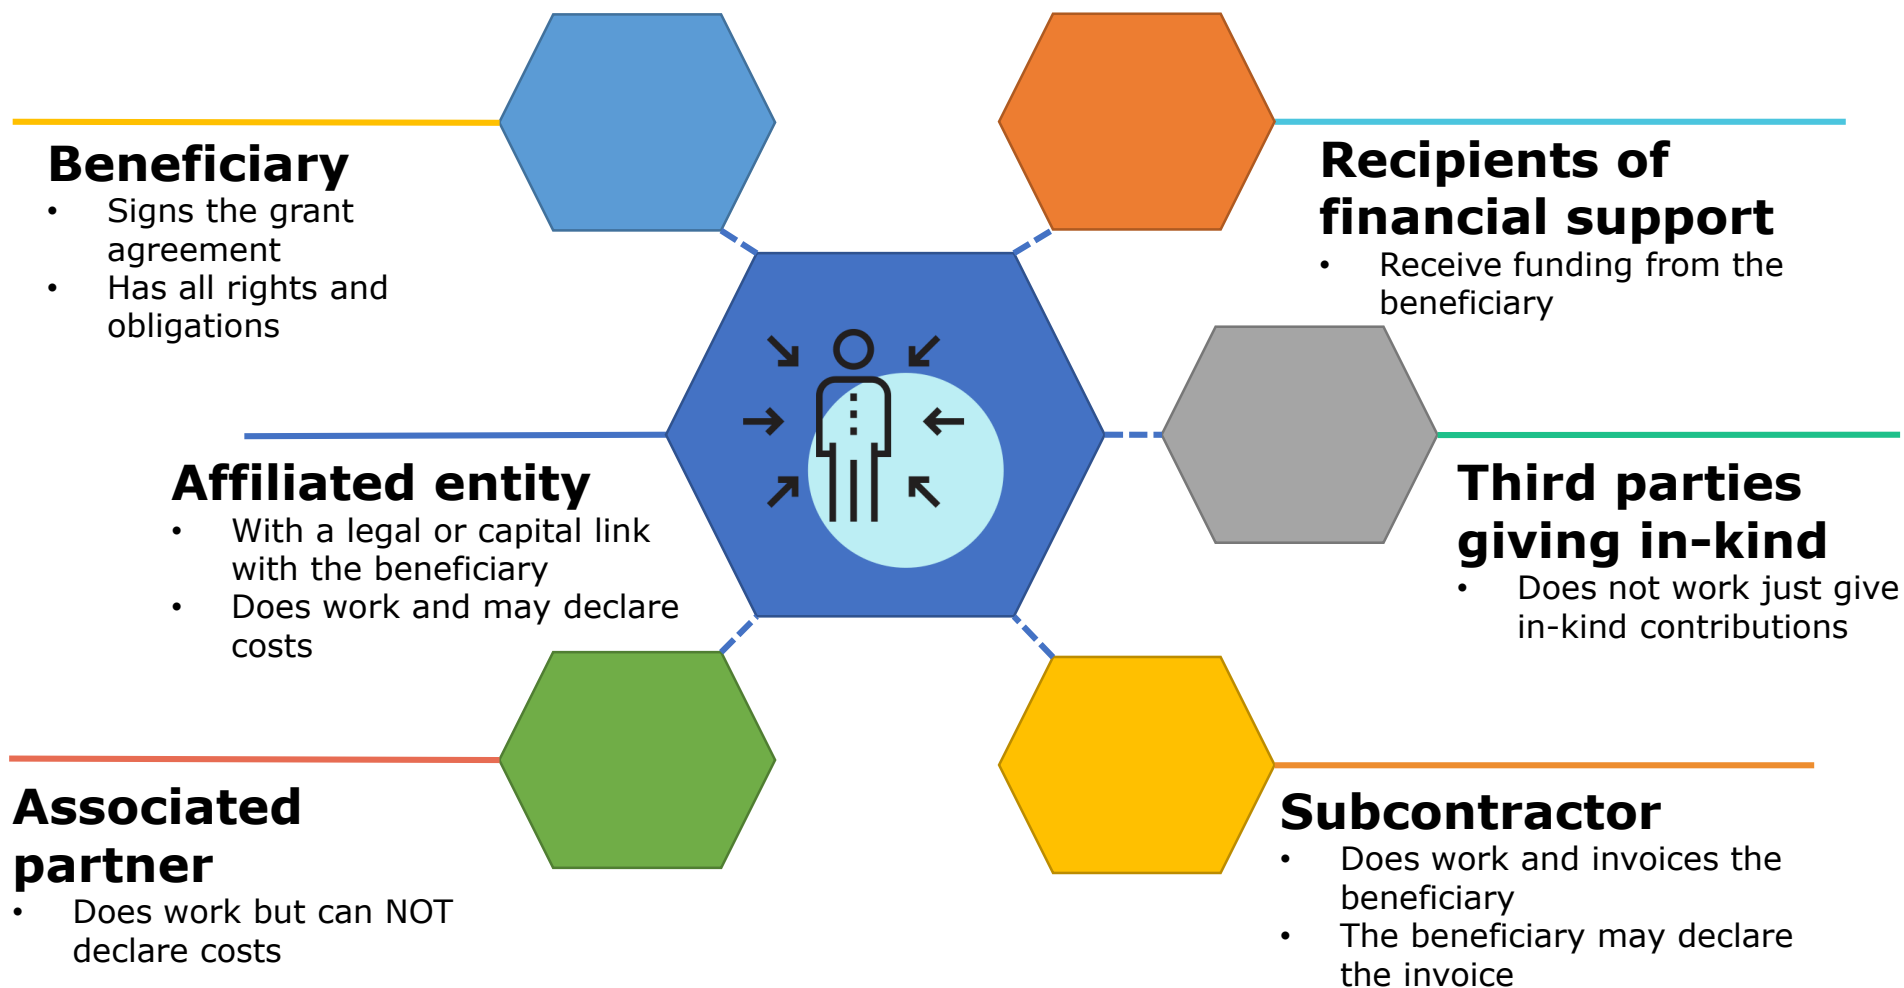 Beneficiary
• Signs the grant
agreement
• Has all rights and
obligations
Affiliated entity
• With a legal or capital link
with the beneficiary
• Does work and may declare
costs
Associated
partner
• Does work but can NOT
declare costs
Recipients of
financial support
• Receive funding from the
beneficiary
Third parties
giving in-kind
• Does not work just give
in-kind contributions
Subcontractor
• Does work and invoices the
beneficiary
• The beneficiary may declare
the invoice